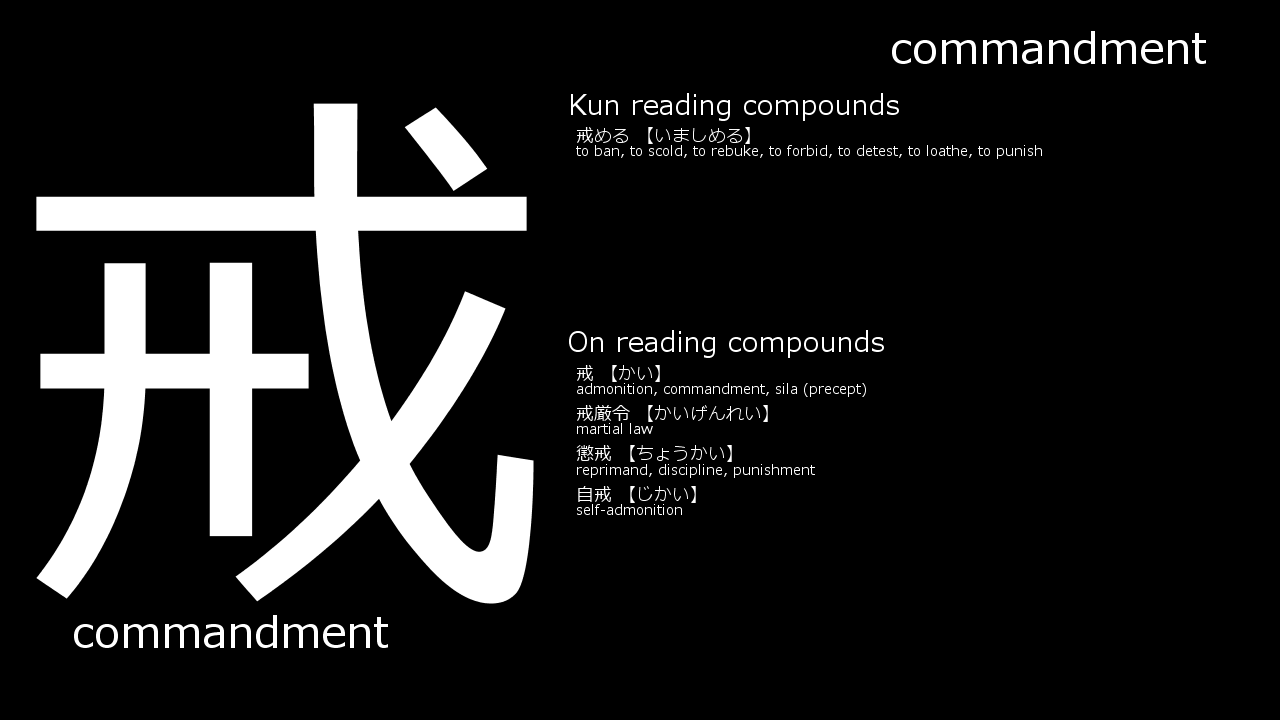 commandment
戒
commandment
Kun reading compounds
戒める 【いましめる】
to ban, to scold, to rebuke, to forbid, to detest, to loathe, to punish
On reading compounds
戒 【かい】
admonition, commandment, sila (precept)
戒厳令 【かいげんれい】
martial law
懲戒 【ちょうかい】
reprimand, discipline, punishment
自戒 【じかい】
self-admonition